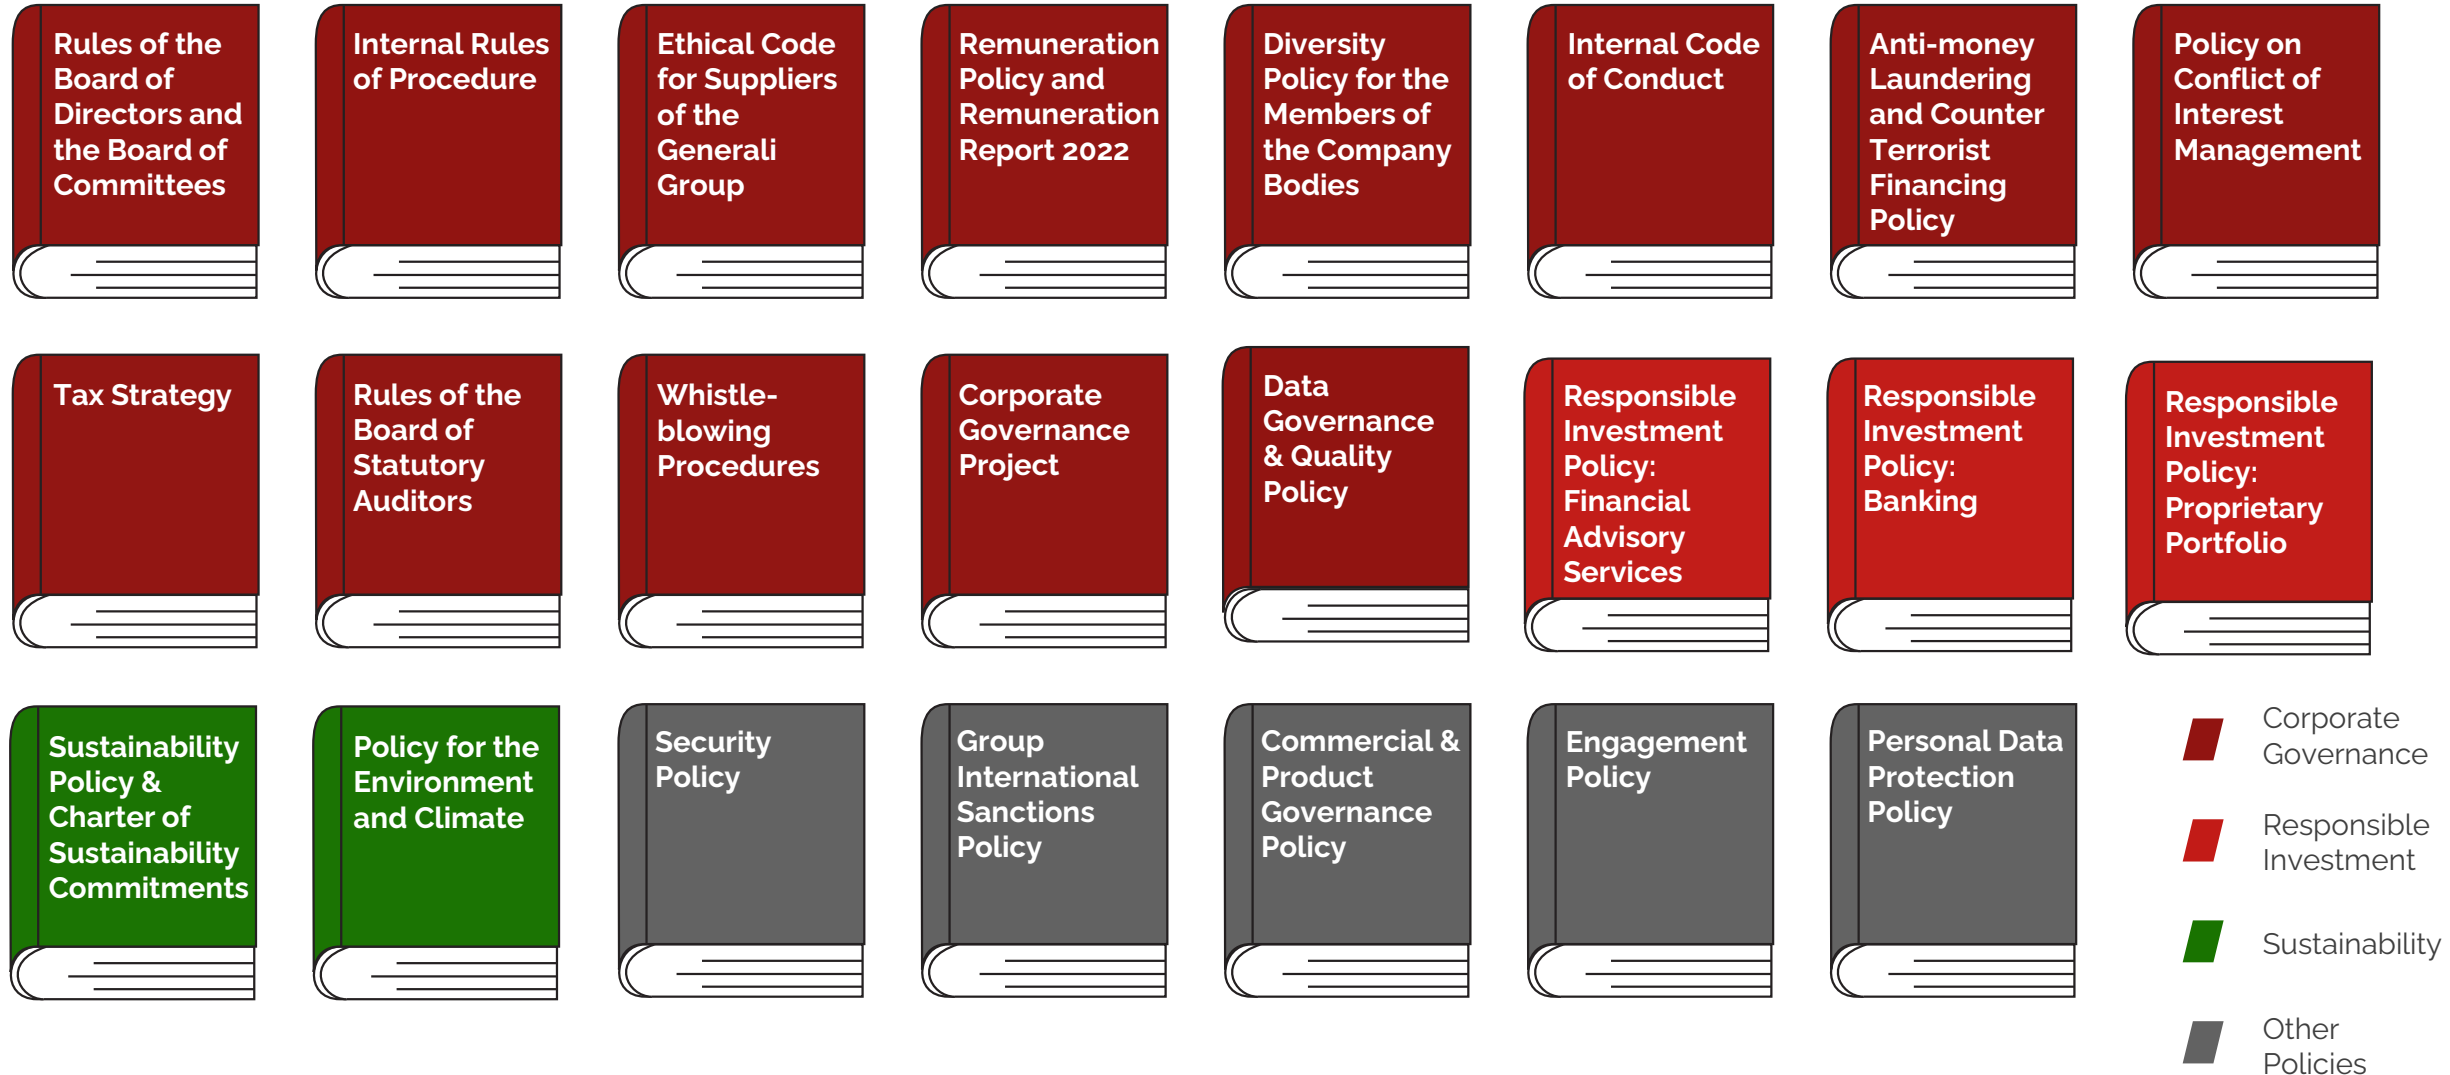 Rules of the
Board of
Directors and
the Board of
Committees
Internal Rules
of Procedure
Ethical Code
for Suppliers
of the
Generali
Group
Remuneration
Policy and
Remuneration
Report 2022
Diversity
Policy for the
Members of
the Company
Bodies
Internal Code
of Conduct
Anti-money
Laundering
and Counter
Terrorist
Financing
Policy
Policy on
Conflict of
Interest
Management
Tax Strategy
Rules of the
Board of
Statutory
Auditors
Whistle-
blowing
Procedures
Corporate
Governance
Project
Data
Governance
& Quality
Policy
Responsible
Investment
Policy:
Financial
Advisory
Services
Responsible
Investment
Policy:
Banking
Responsible
Investment
Policy:
Proprietary
Portfolio
Sustainability
Policy &
Charter of
Sustainability
Commitments
Policy for the
Environment
and Climate
Security
Policy
Group
International
Sanctions
Policy
Commercial &
Product
Governance
Policy
Engagement
Policy
Personal Data
Protection
Policy
Corporate
Governance
Responsible
Investment
Sustainability
Other
Policies